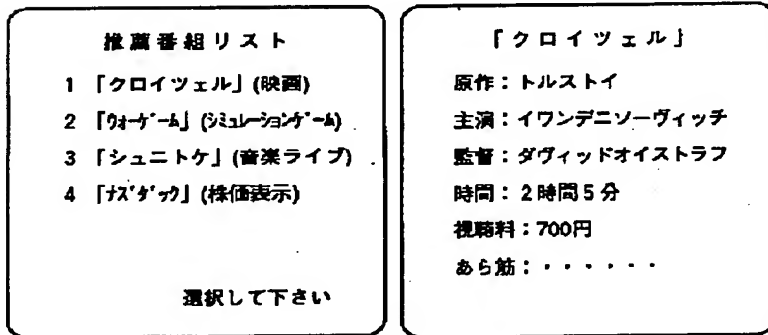 推薦番組リスト
1 「クロイツェル」(映画)
2 「ウォーゲーム」(シミュレーションゲーム)
3 「シュニトケ」(音楽ライブ)
4 「ナズダック」(株価表示)
選択して下さい
「クロイツェル」
原作：トルストイ
主演：イワンデニソーヴィッチ
監督：ダヴィッドオイストラフ
時間：2時間5分
視聴料：700円
あら筋：・・・・・・